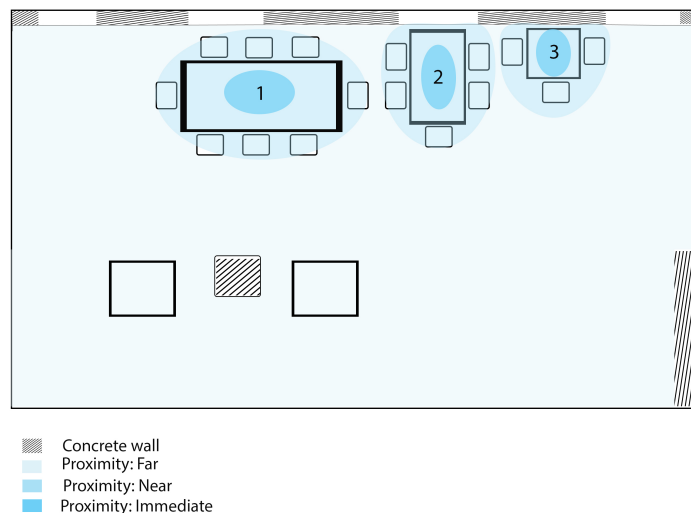 1
2
3
Concrete wall
Proximity: Far
Proximity: Near
Proximity: Immediate